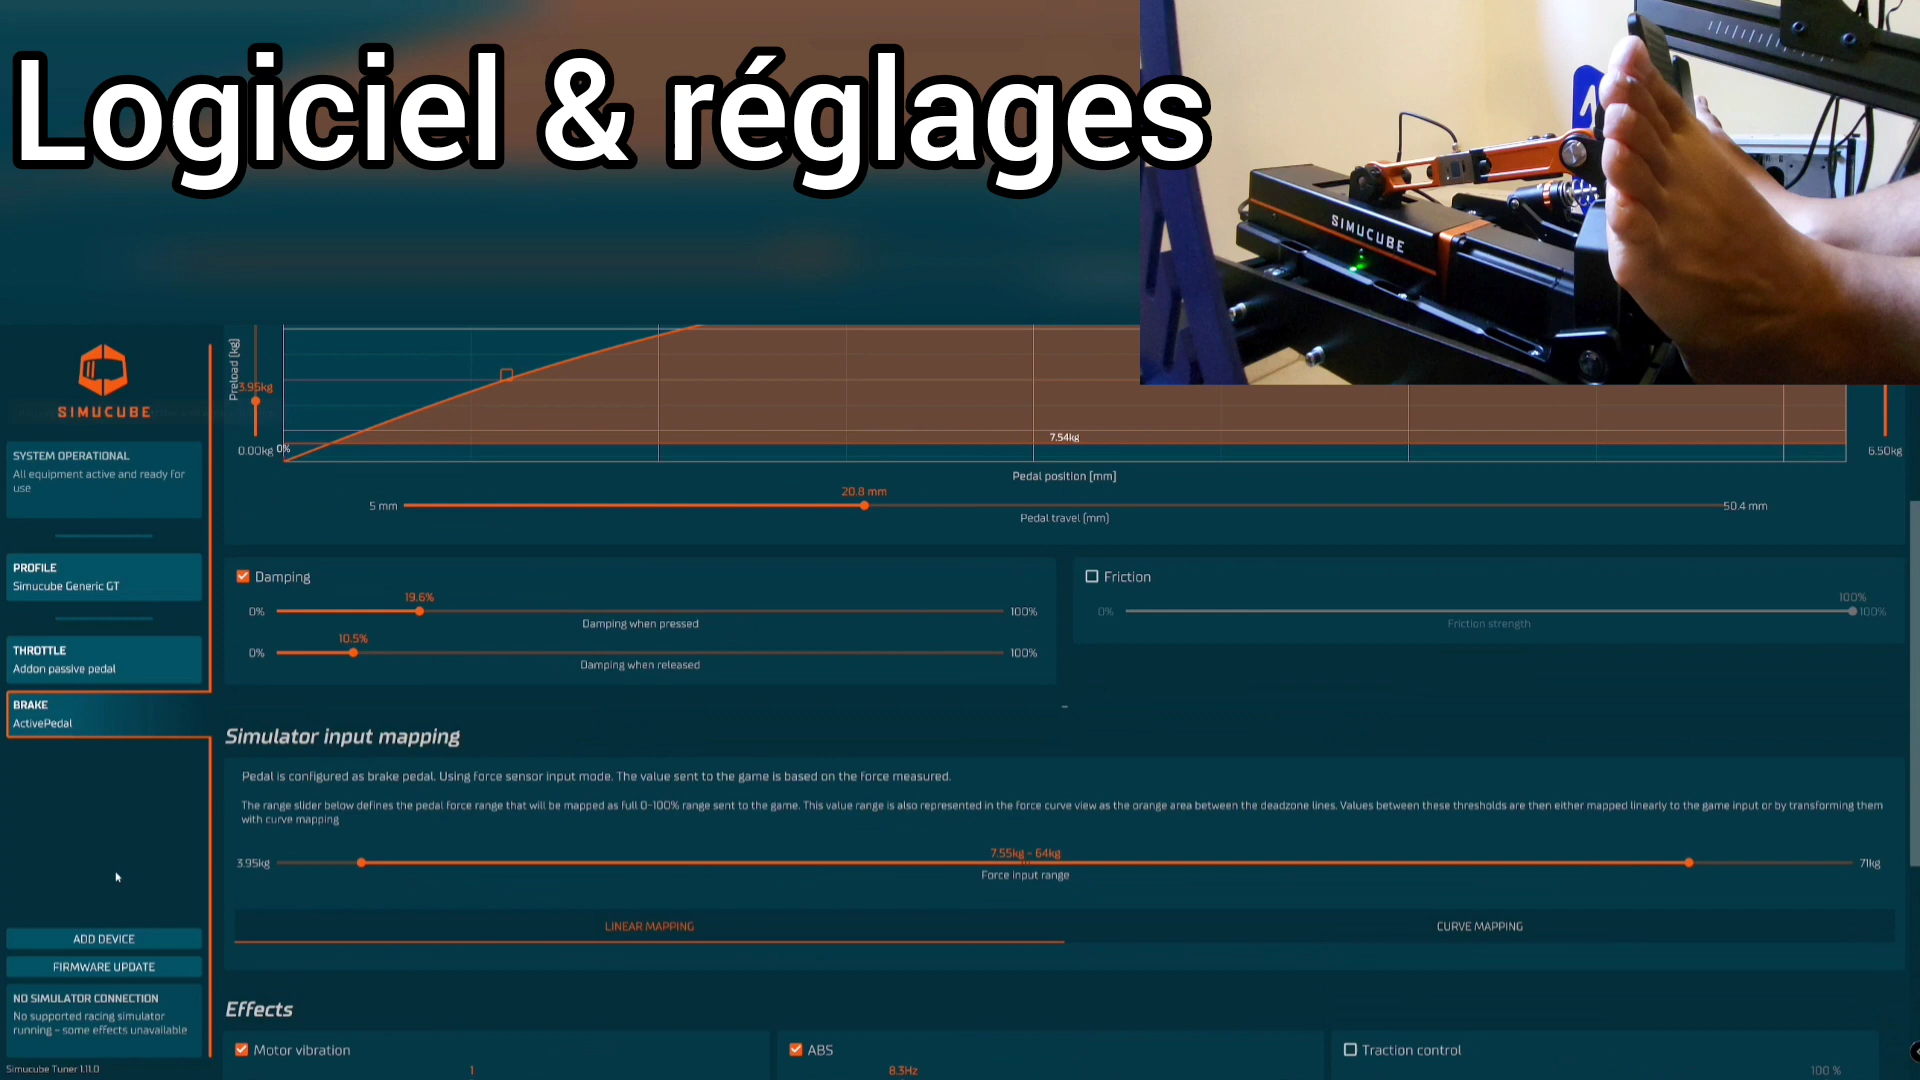 Logiciel & réglages
SIMUCUBE
SIMUCUBE
SYSTEM OPERATIONAL
All equipment active and ready for
use
PROFILE
Simucube Generic GT
THROTTLE
Addon passive pedal
BRAKE
ActivePedal
ADD DEVICE
FIRMWARE UPDATE
NO SIMULATOR CONNECTION
No supported racing simulator
running - some effects unavailable
Simucube Tuner 1.11.0
Preload [kg]
3.95kg
0.00kg
0%
7.54kg
6.50kg
Pedal position [mm]
20.8 mm
5 mm
50.4 mm
Pedal travel [mm]
Damping
19.6%
0%
100%
Damping when pressed
10.5%
0%
100%
Damping when released
Friction
100%
0%
100%
Friction strength
Simulator input mapping
Pedal is configured as brake pedal. Using force sensor input mode. The value sent to the game is based on the force measured.
The range slider below defines the pedal force range that will be mapped as full 0-100% range sent to the game. This value range is also represented in the force curve view as the orange area between the deadzone lines. Values between these thresholds are then either mapped linearly to the game input or by transforming them
with curve mapping
7.55kg - 64kg
3.95kg
71kg
Force input range
LINEAR MAPPING
CURVE MAPPING
Effects
Motor vibration
1
ABS
8.3Hz
Traction control
100 %